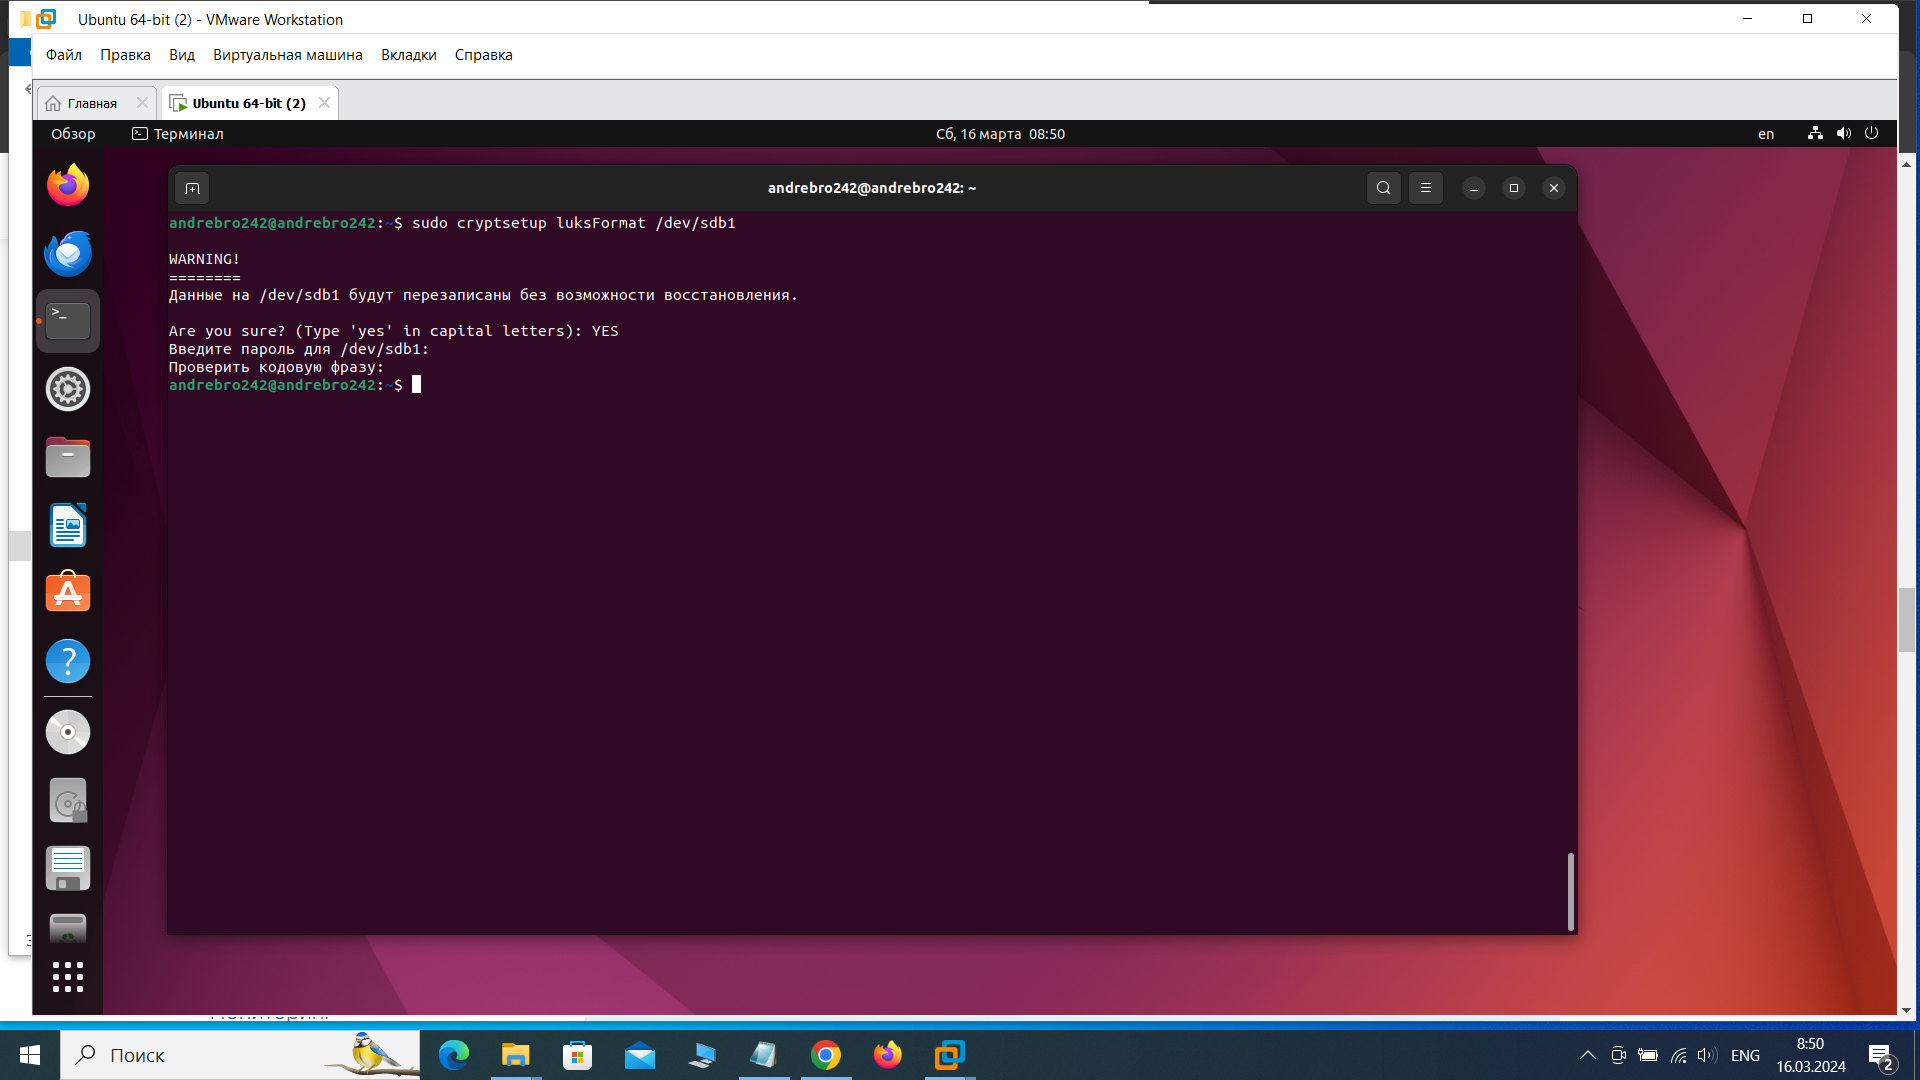 Ubuntu 64-bit (2) - VMware Workstation
Файл Правка Вид Виртуальная машина Вкладки Справка
Главная Ubuntu 64-bit (2)
Обзор Терминал Сб, 16 марта 08:50 en
andrebro242@andrebro242: ~
andrebro242@andrebro242:~$ sudo cryptsetup luksFormat /dev/sdb1
WARNING!
========
Данные на /dev/sdb1 будут перезаписаны без возможности восстановления.
Are you sure? (Type 'yes' in capital letters): YES
Введите пароль для /dev/sdb1:
Проверить кодовую фразу:
andrebro242@andrebro242:~$
Поиск
ENG
8:50
16.03.2024
2